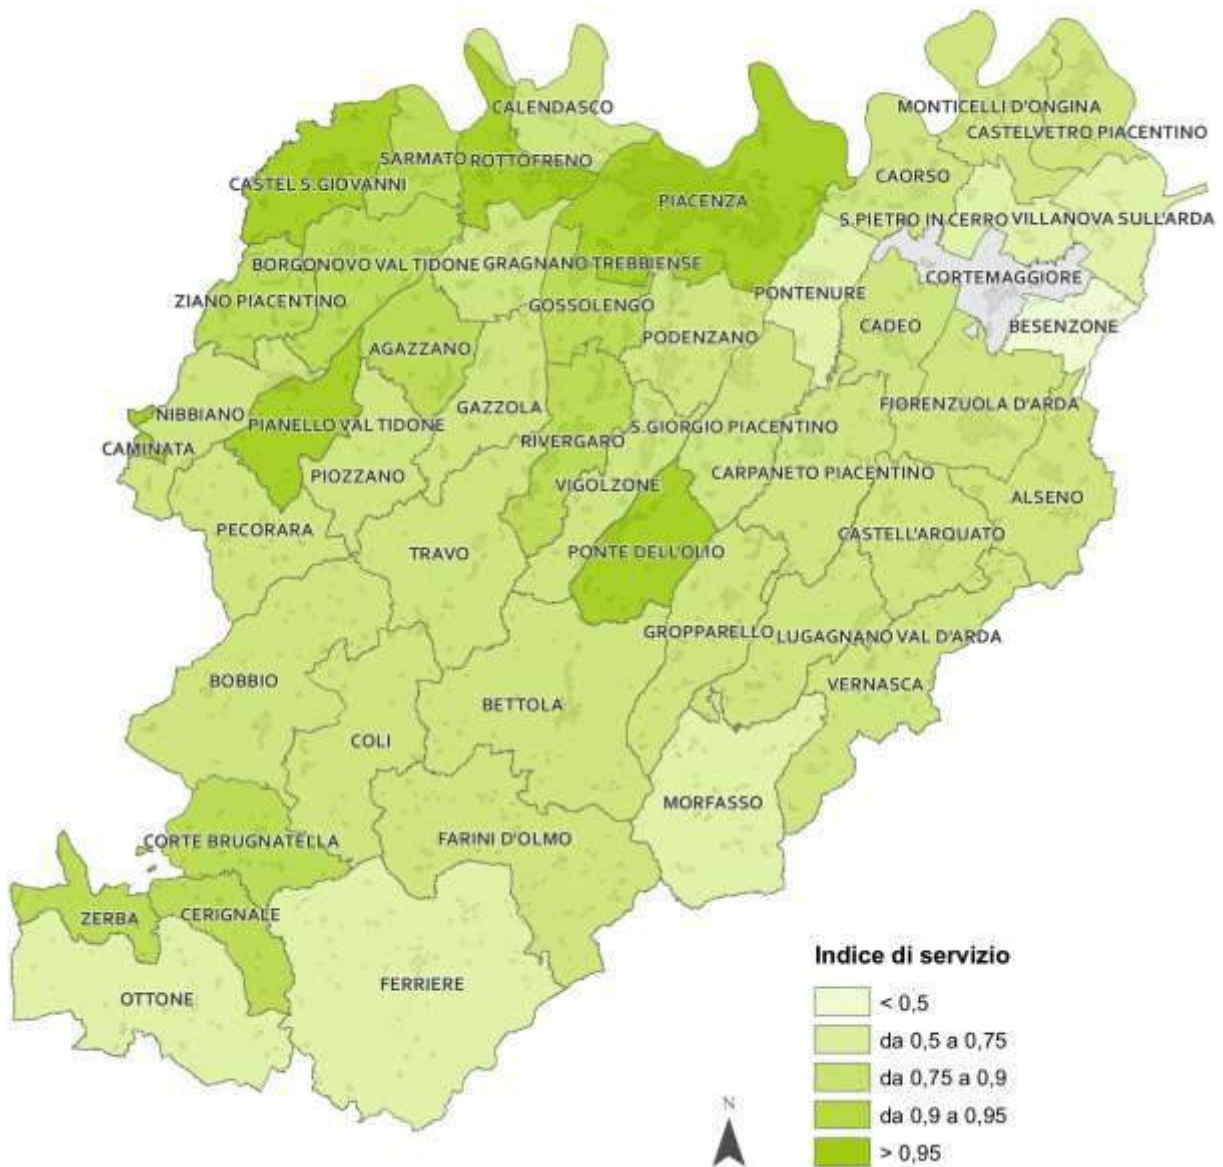 CALENDASCO
MONTICELLI D'ONGINA
CASTELVETRO PIACENTINO
SARMATO
ROTTOFRENO
CASTEL S.GIOVANNI
CAORSO
PIACENZA
S.PIETRO IN CERRO
VILLANOVA SULL'ARDA
BORGONOVO VAL TIDONE
GRAGNANO TREBBIENSE
CORTEMAGGIORE
PONTENURE
ZIANO PIACENTINO
GOSSOLENGO
CADEO
BESENZONE
PODENZANO
AGAZZANO
GAZZOLA
FIORENZUOLA D'ARDA
NIBBIANO
PIANELLO VAL TIDONE
S.GIORGIO PIACENTINO
CAMINATA
RIVERGARO
PIOZZANO
VIGOLZONE
CARPANETO PIACENTINO
ALSENO
PECORARA
TRAVO
PONTE DELL'OLIO
CASTELL'ARQUATO
GROPPARELLO
LUGAGNANO VAL D'ARDA
BOBBIO
VERNASCA
BETTOLA
COLI
MORFASSO
CORTE BRUGNATELLA
FARINI D'OLMO
ZERBA
CERIGNALE
FERRIERE
OTTONE
Indice di servizio
< 0,5
da 0,5 a 0,75
da 0,75 a 0,9
da 0,9 a 0,95
> 0,95
N